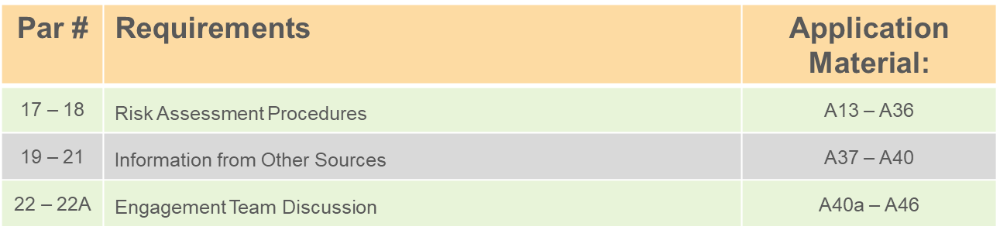 Par # Requirements Application
Material:
17 – 18 Risk Assessment Procedures A13 – A36
19 – 21 Information from Other Sources A37 – A40
22 – 22A Engagement Team Discussion A40a – A46